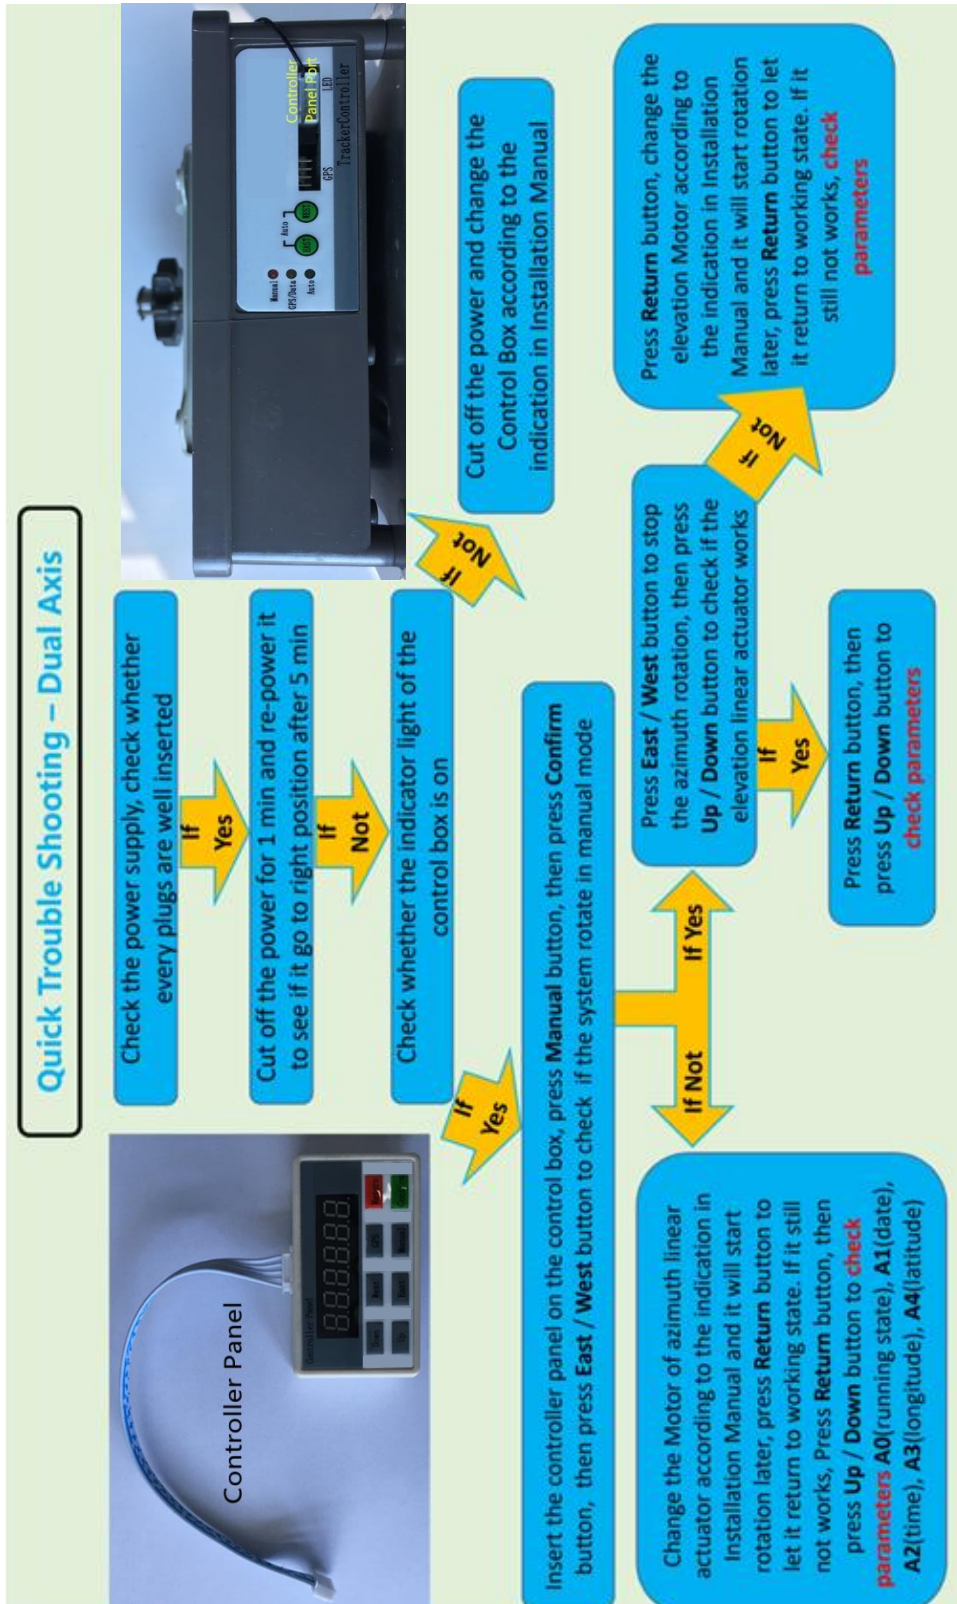 Quick Trouble Shooting – Dual Axis
Controller Panel
Controller Panel
Down
West
GPS
Up
East
Manual
Check the power supply, check whether
every plugs are well inserted
If
Yes
Cut off the power for 1 min and re-power it
to see if it go to right position after 5 min
If
Not
Check whether the indicator light of the
control box is on
Manual
GPS/Data
Auto
EAST
WEST
Auto
GPS
LED
TrackerController
Controller
Panel Port
If
Not
Cut off the power and change the
Control Box according to the
indication in Installation Manual
If
Yes
Insert the controller panel on the control box, press Manual button, then press Confirm
button, then press East / West button to check if the system rotate in manual mode
If Not
If Yes
Change the Motor of azimuth linear
actuator according to the indication in
Installation Manual and it will start
rotation later, press Return button to
let it return to working state. If it still
not works, Press Return button, then
press Up / Down button to check
parameters A0(running state), A1(date),
A2(time), A3(longitude), A4(latitude)
Press East / West button to stop
the azimuth rotation, then press
Up / Down button to check if the
elevation linear actuator works
If
Yes
Press Return button, then
press Up / Down button to
check parameters
If
Not
Press Return button, change the
elevation Motor according to
the indication in Installation
Manual and it will start rotation
later, press Return button to let
it return to working state. If it
still not works, check
parameters